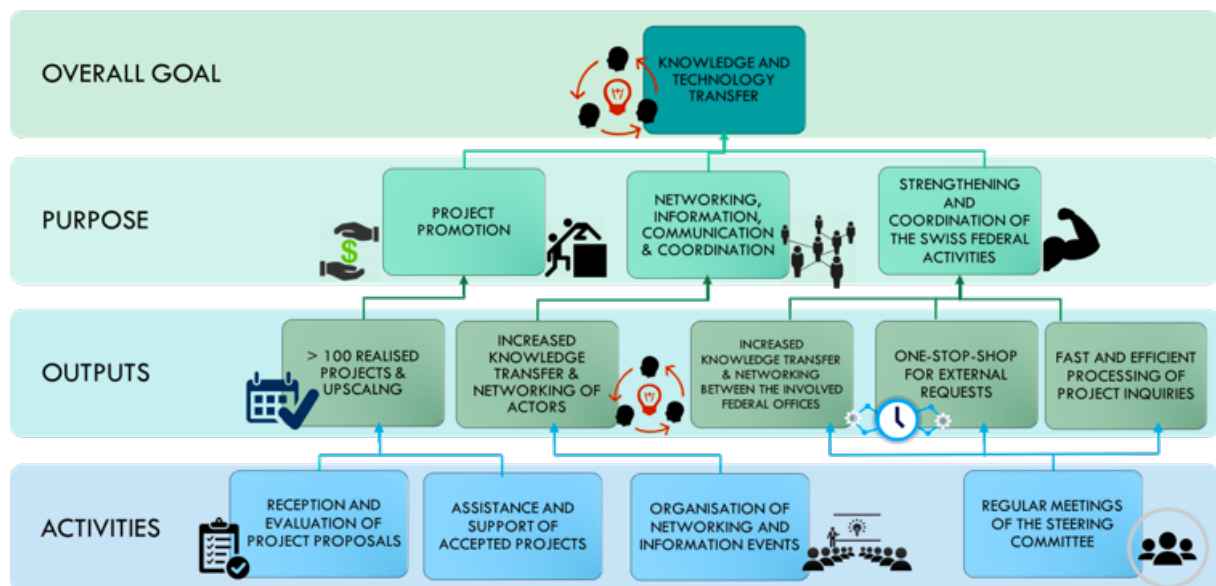 OVERALL GOAL
KNOWLEDGE AND
TECHNOLOGY
TRANSFER
PURPOSE
PROJECT
PROMOTION
$
NETWORKING,
INFORMATION,
COMMUNICATION
& COORDINATION
STRENGTHENING
AND
COORDINATION OF
THE SWISS FEDERAL
ACTIVITIES
OUTPUTS
> 100 REALISED
PROJECTS &
UPSCALNG
INCREASED
KNOWLEDGE
TRANSFER &
NETWORKING OF
ACTORS
INCREASED
KNOWLEDGE TRANSFER
& NETWORKING
BETWEEN THE INVOLVED
FEDERAL OFFICES
ONE-STOP-SHOP
FOR EXTERNAL
REQUESTS
FAST AND EFFICIENT
PROCESSING OF
PROJECT INQUIRIES
ACTIVITIES
RECEPTION AND
EVALUATION OF
PROJECT PROPOSALS
ASSISTANCE AND
SUPPORT OF
ACCEPTED PROJECTS
ORGANISATION OF
NETWORKING AND
INFORMATION EVENTS
REGULAR MEETINGS
OF THE STEERING
COMMITTEE